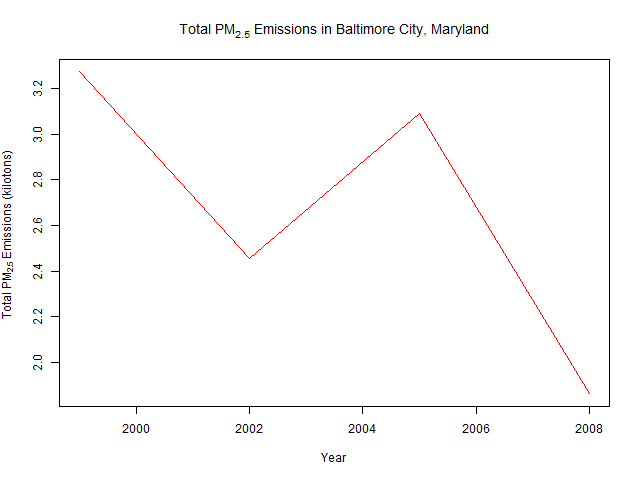 Total PM2.5 Emissions in Baltimore City, Maryland
Total PM2.5 Emissions (kilotons)
3.2
3.0
2.8
2.6
2.4
2.2
2.0
2000 2002 2004 2006 2008
Year